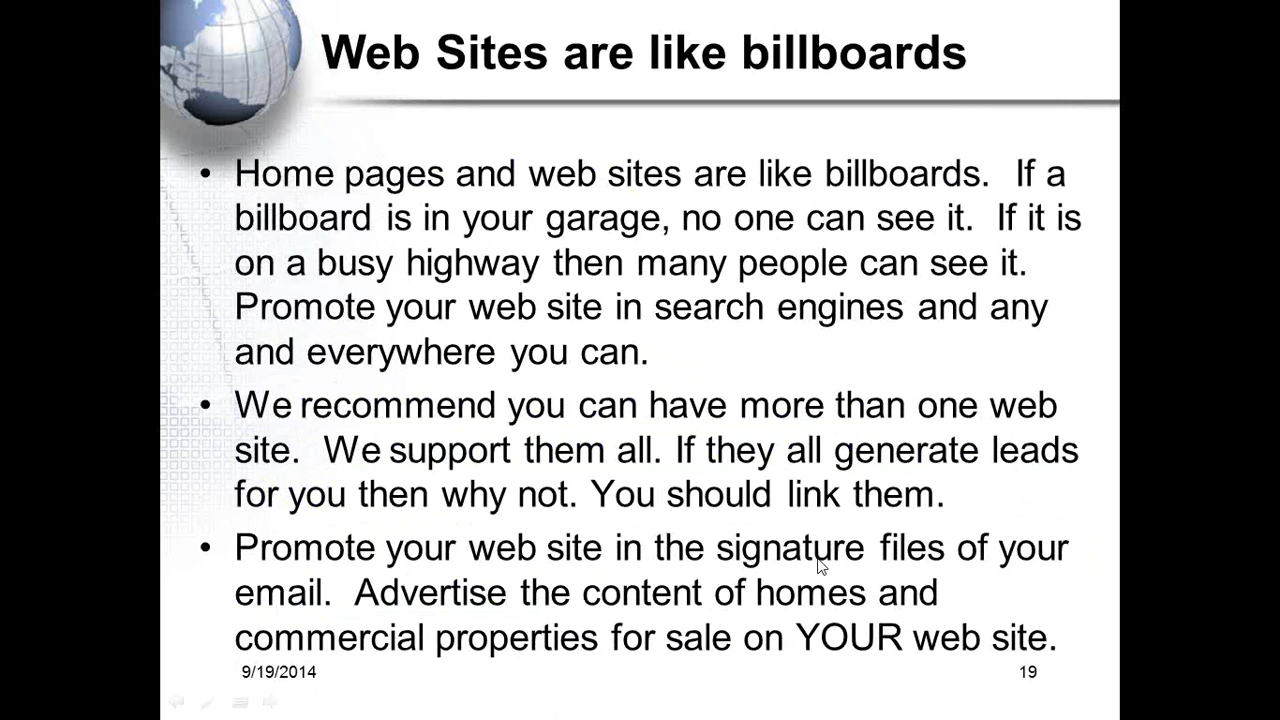 Web Sites are like billboards
• Home pages and web sites are like billboards.  If a
billboard is in your garage, no one can see it.  If it is
on a busy highway then many people can see it.
Promote your web site in search engines and any
and everywhere you can.
• We recommend you can have more than one web
site.  We support them all. If they all generate leads
for you then why not. You should link them.
• Promote your web site in the signature files of your
email.  Advertise the content of homes and
commercial properties for sale on YOUR web site.
9/19/2014 19